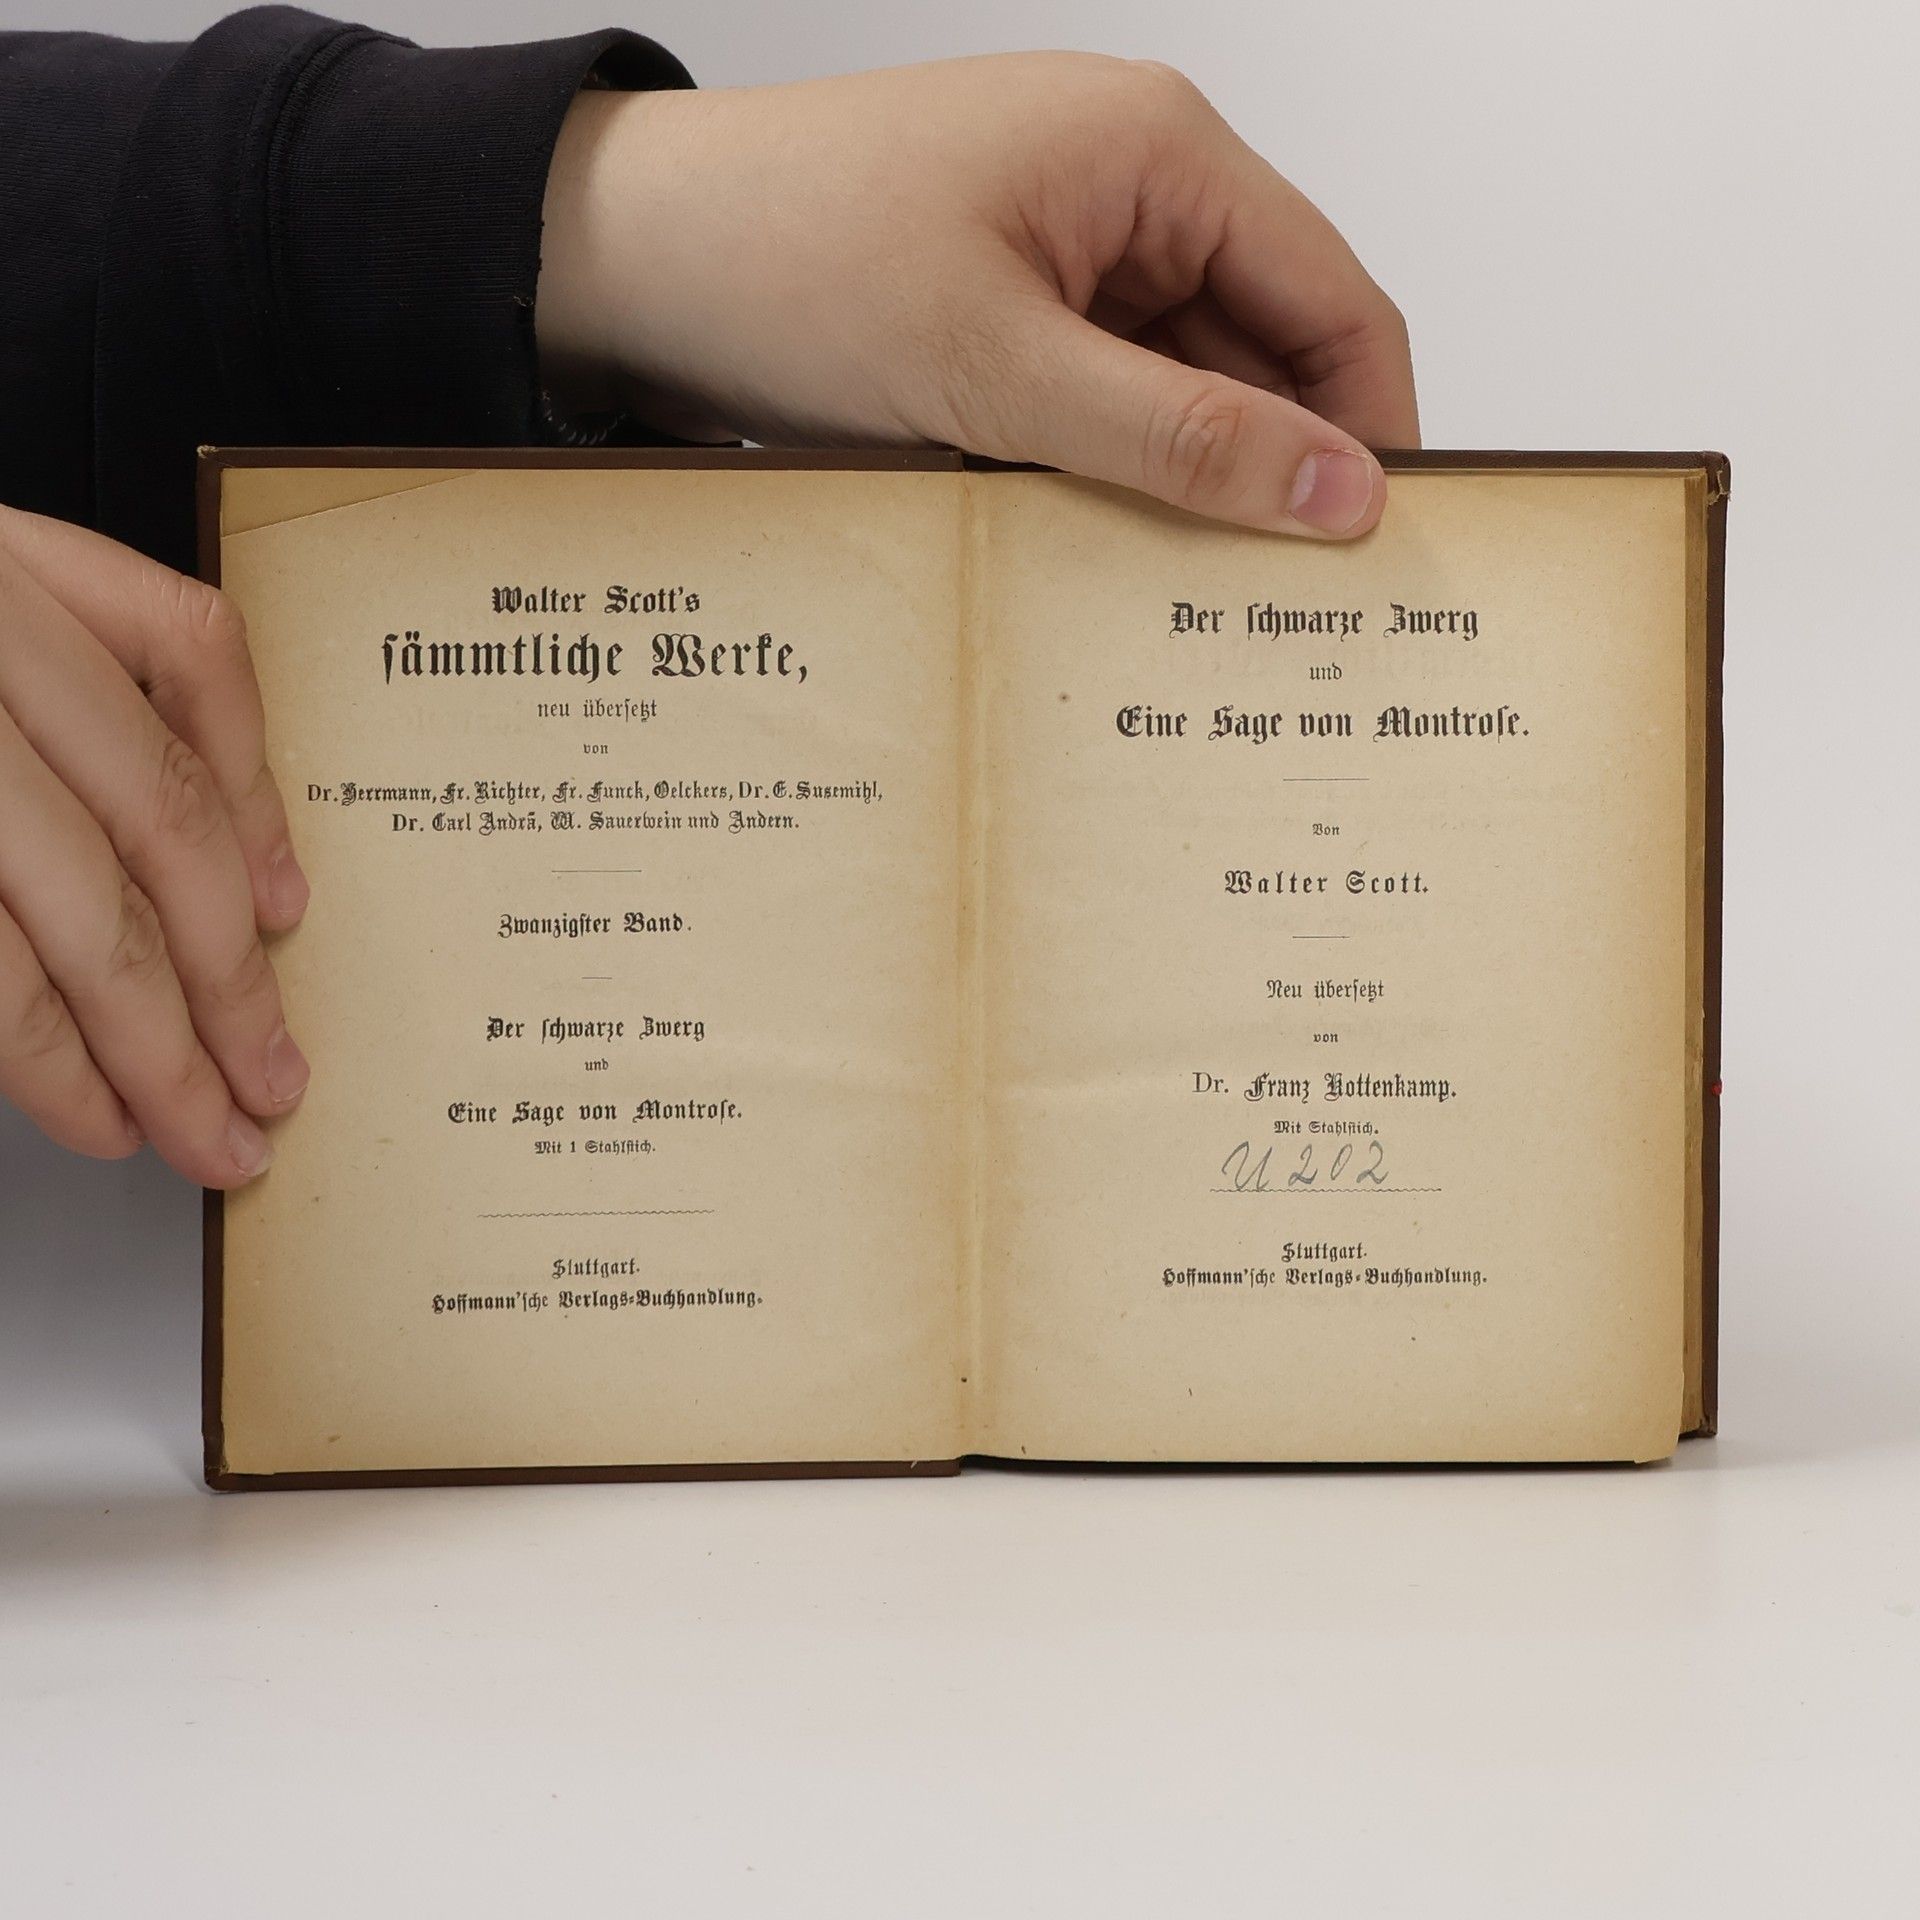 Walter Scott's
sämmtliche Werke,
neu übersetzt
von
Dr. Herrmann, Fr. Richter, Fr. Funck, Oelckers, Dr. E. Susemihl,
Dr. Carl Andrä, W. Sauerwein und Andern.
Zwanzigster Band.
Der schwarze Zwerg
und
Eine Sage von Montrose.
Mit 1 Stahlstich.
Stuttgart.
Hoffmann'sche Verlags-Buchhandlung.
Der schwarze Zwerg
und
Eine Sage von Montrose.
Von
Walter Scott.
Neu übersetzt
von
Dr. Franz Kottenkamp.
Mit Stahlstich.
U 202
Stuttgart.
Hoffmann'sche Verlags-Buchhandlung.